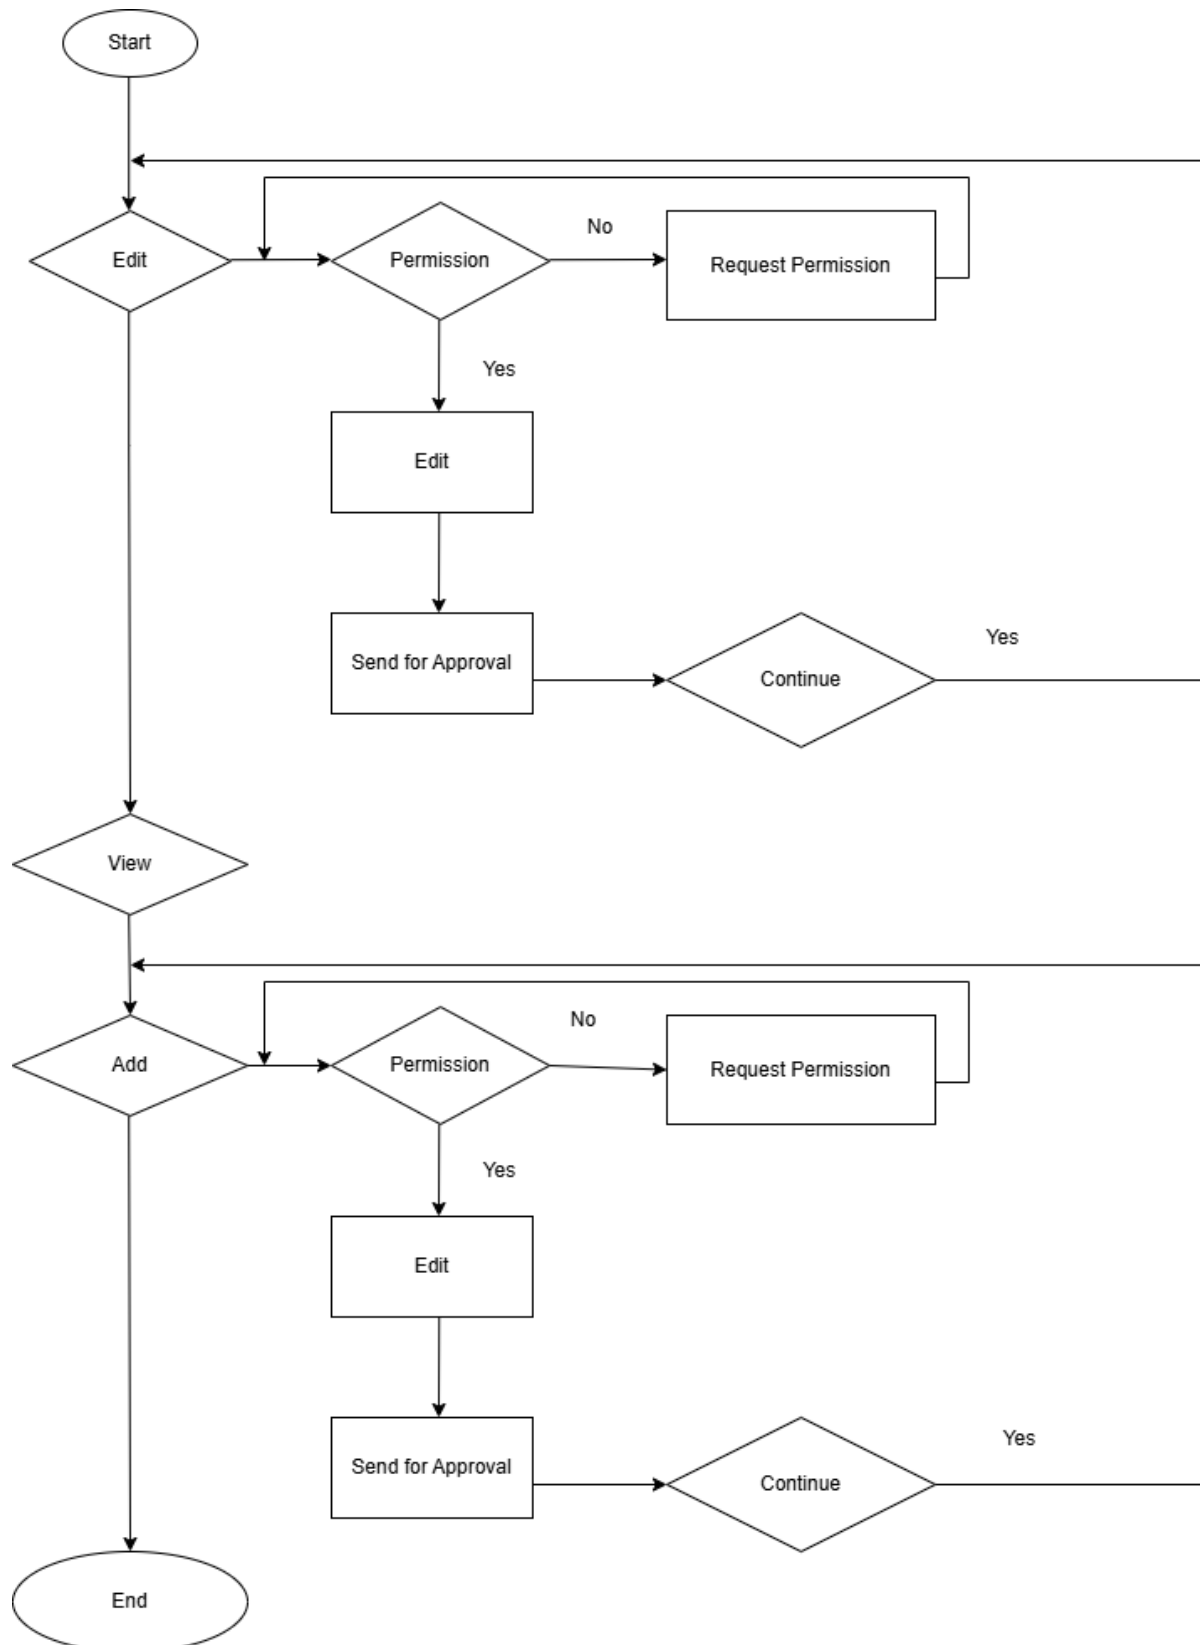 Start
Edit
Permission
No
Request Permission
Yes
Edit
Send for Approval
Continue
Yes
View
Add
Permission
No
Request Permission
Yes
Edit
Send for Approval
Continue
Yes
End